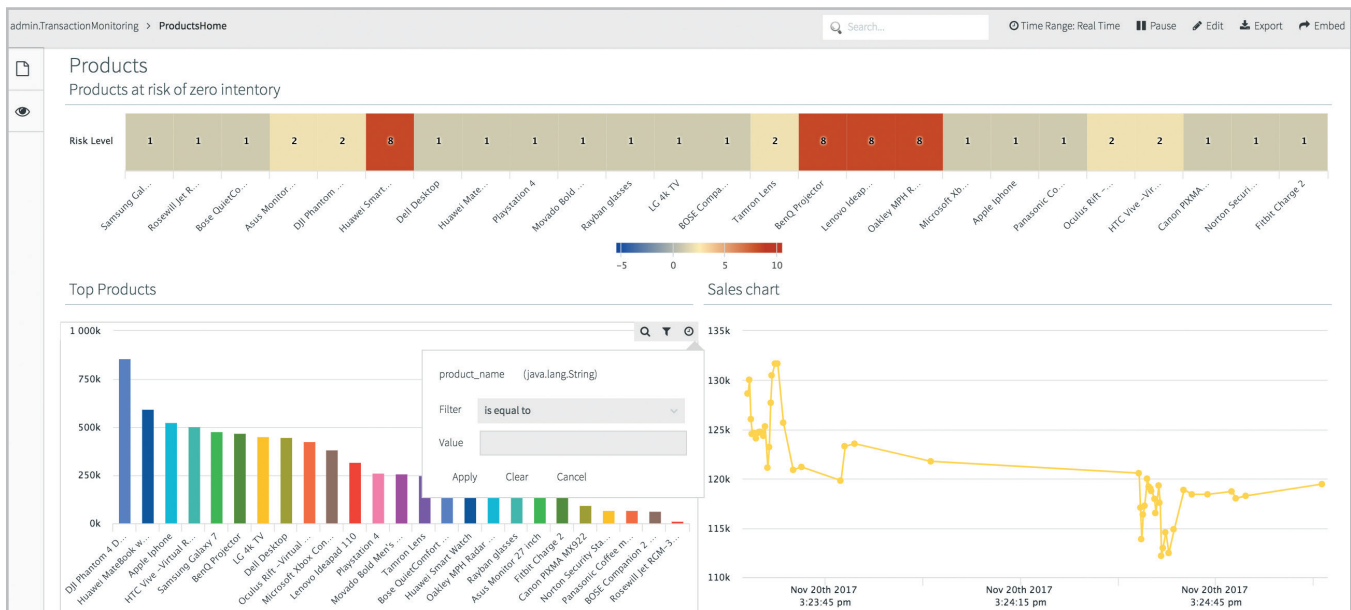 admin.TransactionMonitoring > ProductsHome
Search...
Time Range: Real Time
Pause
Edit
Export
Embed
Products
Products at risk of zero intentory
Risk Level
1 1 1 2 2 8 1 1 1 1 1 1 1 2 8 8 8 1 1 1 2 2 1 1 1
Samsung Gal...
Rosewill Jet R...
Bose QuietCo...
Asus Monitor...
DJI Phantom ...
Huawei Smart...
Dell Desktop
Huawei Mate...
Playstation 4
Movado Bold ...
Rayban glasses
LG 4k TV
BOSE Compa...
Tamron Lens
BenQ Projector
Lenovo Ideap...
Oakley MPH R...
Microsoft Xb...
Apple Iphone
Panasonic Co...
Oculus Rift -...
HTC Vive -Vir...
Canon PIXMA...
Norton Securi...
Fitbit Charge 2
-5 0 5 10
Top Products
1 000k
750k
500k
250k
0k
product_name (java.lang.String)
Filter is equal to
Value
Apply Clear Cancel
DJI Phantom 4 D...
Huawei MateBook w...
Apple Iphone
HTC Vive -Virtual R...
Samsung Galaxy 7
BenQ Projector
LG 4k TV
Dell Desktop
Oculus Rift -Virtual ...
Microsoft Xbox Con...
Lenovo Ideapad 110
Playstation 4
Movado Bold Men's ...
Tamron Lens
Bose QuietComfort ...
Huawei Smart Watch
Oakley MPH Radar ...
Rayban glasses
Asus Monitor 27 inch
Fitbit Charge 2
Canon PIXMA MX922
Norton Security Sta...
Panasonic Coffee m...
BOSE Companion 2 ...
Rosewill Jet RGM-3...
Sales chart
135k
130k
125k
120k
115k
110k
Nov 20th 2017
3:23:45 pm
Nov 20th 2017
3:24:15 pm
Nov 20th 2017
3:24:45 pm